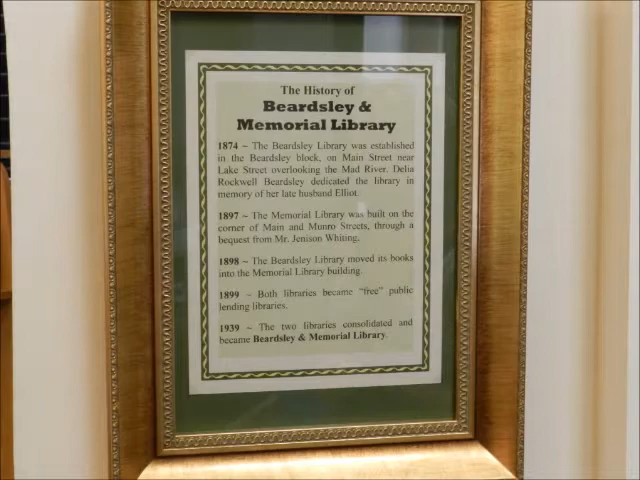 The History of
Beardsley &
Memorial Library
1874 ~ The Beardsley Library was established
in the Beardsley block, on Main Street near
Lake Street overlooking the Mad River. Delia
Rockwell Beardsley dedicated the library in
memory of her late husband Elliot.
1897 ~ The Memorial Library was built on the
corner of Main and Munro Streets, through a
bequest from Mr. Jenison Whiting.
1898 ~ The Beardsley Library moved its books
into the Memorial Library building.
1899 ~ Both libraries became "free" public
lending libraries.
1939 ~ The two libraries consolidated and
became Beardsley & Memorial Library.